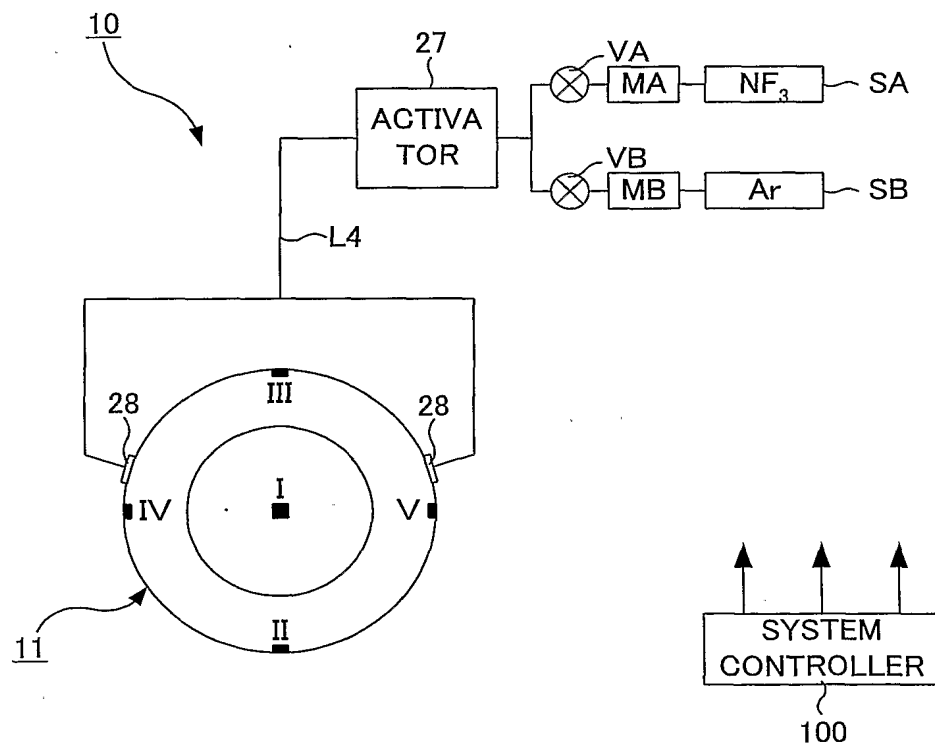 10
27
ACTIVA
TOR
VA
MA
NF3
SA
VB
MB
Ar
SB
L4
28
III
28
I
IV
V
II
11
SYSTEM
CONTROLLER
100